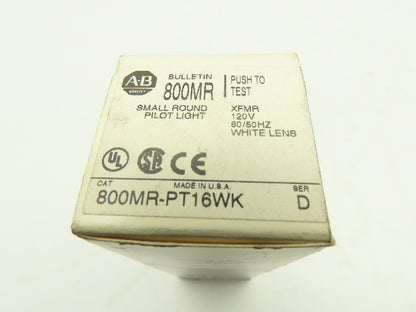 A-B
BULLETIN
800MR
PUSH TO
TEST
SMALL ROUND
PILOT LIGHT
XFMR
120V
60/50HZ
WHITE LENS
UL
SA
CE
CAT
MADE IN U.S.A.
SER
800MR-PT16WK
D